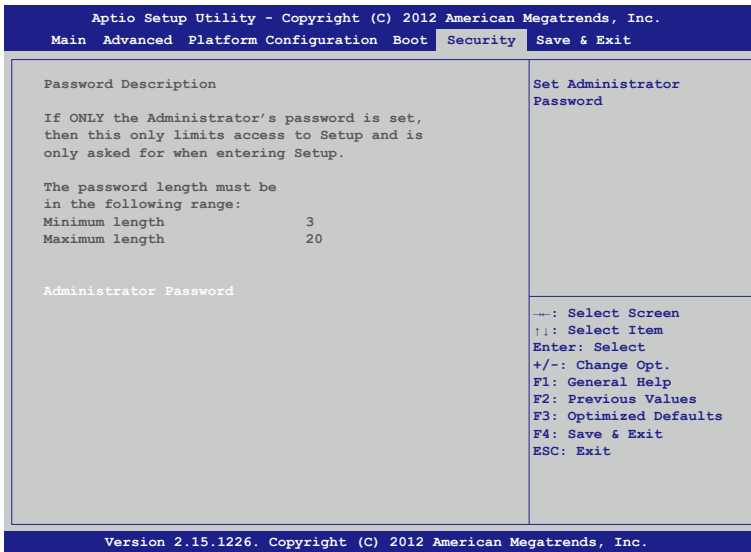 Aptio Setup Utility - Copyright (C) 2012 American Megatrends, Inc.
Main Advanced Platform Configuration Boot Security Save & Exit
Password Description
If ONLY the Administrator's password is set,
then this only limits access to Setup and is
only asked for when entering Setup.
The password length must be
in the following range:
Minimum length 3
Maximum length 20
Administrator Password
Set Administrator
Password
→←: Select Screen
↑↓: Select Item
Enter: Select
+/-: Change Opt.
F1: General Help
F2: Previous Values
F3: Optimized Defaults
F4: Save & Exit
ESC: Exit
Version 2.15.1226. Copyright (C) 2012 American Megatrends, Inc.